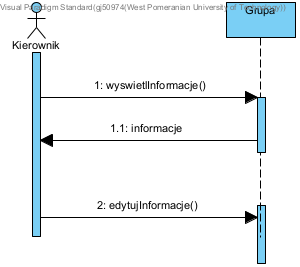 Visual Paradigm Standard(gj50974(West Pomeranian University of Technology))
Grupa
Kierownik
1: wyswietlInformacje()
1.1: informacje
2: edytujInformacje()